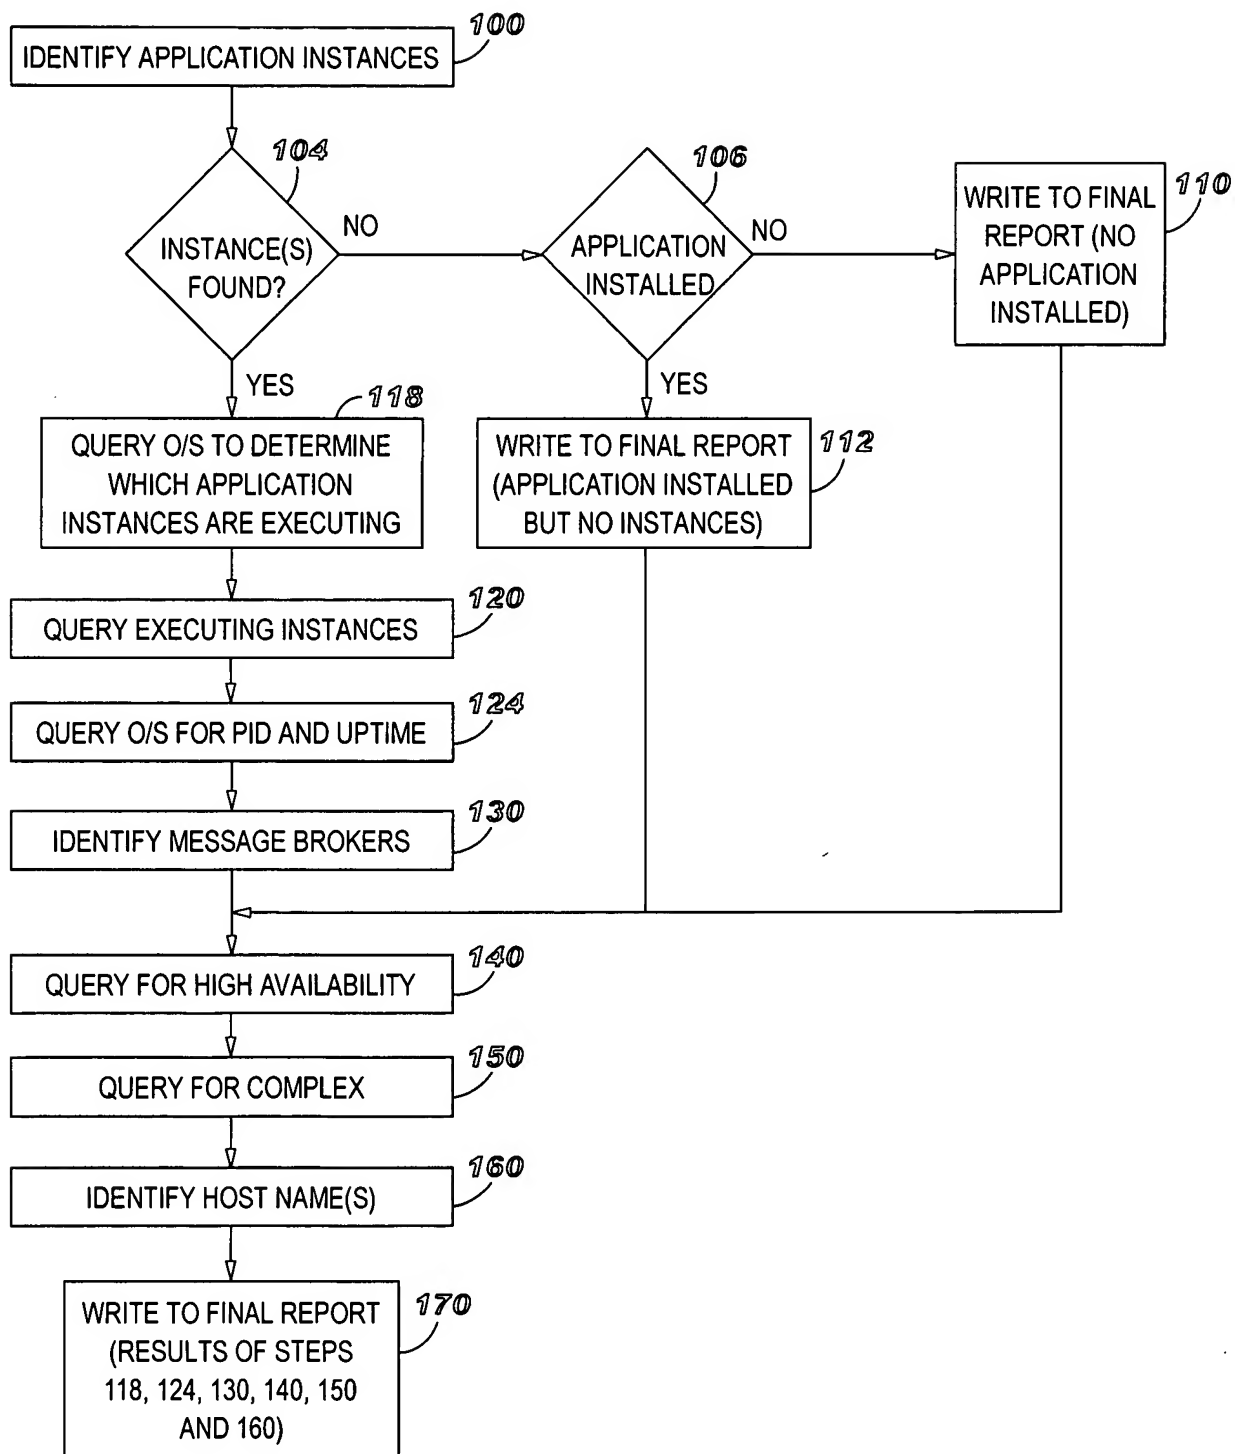 100
IDENTIFY APPLICATION INSTANCES
104
INSTANCE(S)
FOUND?
NO
106
APPLICATION
INSTALLED
NO
110
WRITE TO FINAL
REPORT (NO
APPLICATION
INSTALLED)
YES
118
QUERY O/S TO DETERMINE
WHICH APPLICATION
INSTANCES ARE EXECUTING
YES
112
WRITE TO FINAL REPORT
(APPLICATION INSTALLED
BUT NO INSTANCES)
120
QUERY EXECUTING INSTANCES
124
QUERY O/S FOR PID AND UPTIME
130
IDENTIFY MESSAGE BROKERS
140
QUERY FOR HIGH AVAILABILITY
150
QUERY FOR COMPLEX
160
IDENTIFY HOST NAME(S)
170
WRITE TO FINAL REPORT
(RESULTS OF STEPS
118, 124, 130, 140, 150
AND 160)